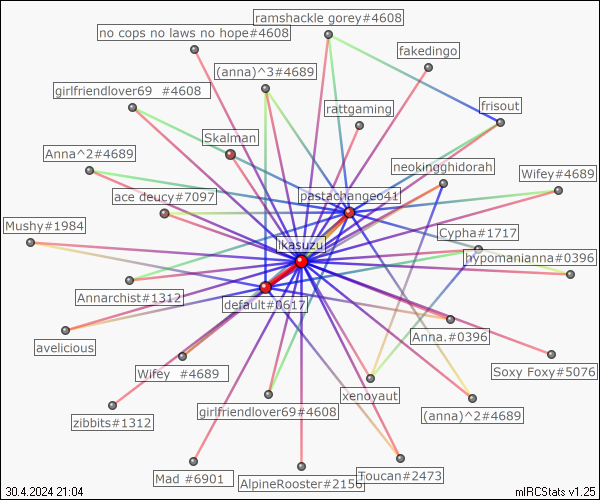 ramshackle gorey#4608
no cops no laws no hope#4608
fakedingo
(anna)^3#4689
girlfriendlover69 #4608
rattgaming
frisout
Skalman
Anna^2#4689
neokingghidorah
Wifey#4689
ace deucy#7097
pastachangeo41
Mushy#1984
Cypha#1717
ikasuzu
hypomanianna#0396
Annarchist#1312
default#0617
Anna.#0396
avelicious
Wifey #4689
Soxy Foxy#5076
xenoyaut
zibbits#1312
girlfriendlover69#4608
(anna)^2#4689
Mad #6901
AlpineRooster#2156
Toucan#2473
30.4.2024 21:04
mIRCStats v1.25